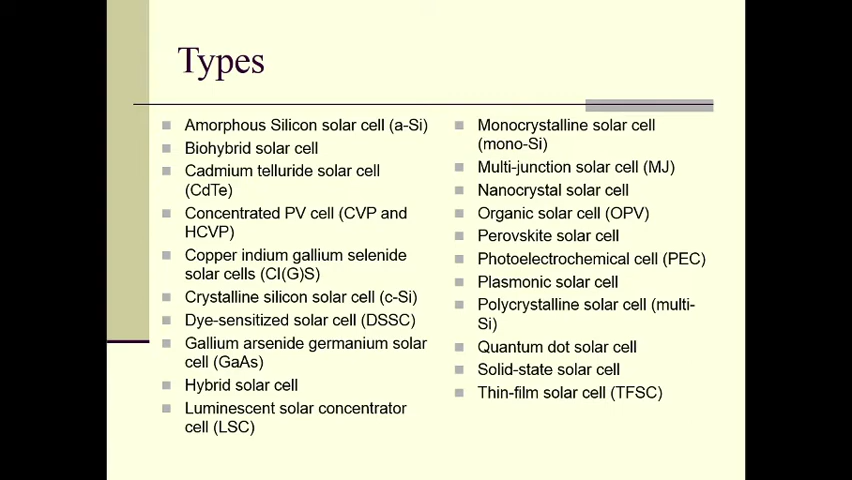 Types
Amorphous Silicon solar cell (a-Si)
Biohybrid solar cell
Cadmium telluride solar cell
(CdTe)
Concentrated PV cell (CVP and
HCVP)
Copper indium gallium selenide
solar cells (CI(G)S)
Crystalline silicon solar cell (c-Si)
Dye-sensitized solar cell (DSSC)
Gallium arsenide germanium solar
cell (GaAs)
Hybrid solar cell
Luminescent solar concentrator
cell (LSC)
Monocrystalline solar cell
(mono-Si)
Multi-junction solar cell (MJ)
Nanocrystal solar cell
Organic solar cell (OPV)
Perovskite solar cell
Photoelectrochemical cell (PEC)
Plasmonic solar cell
Polycrystalline solar cell (multi-
Si)
Quantum dot solar cell
Solid-state solar cell
Thin-film solar cell (TFSC)